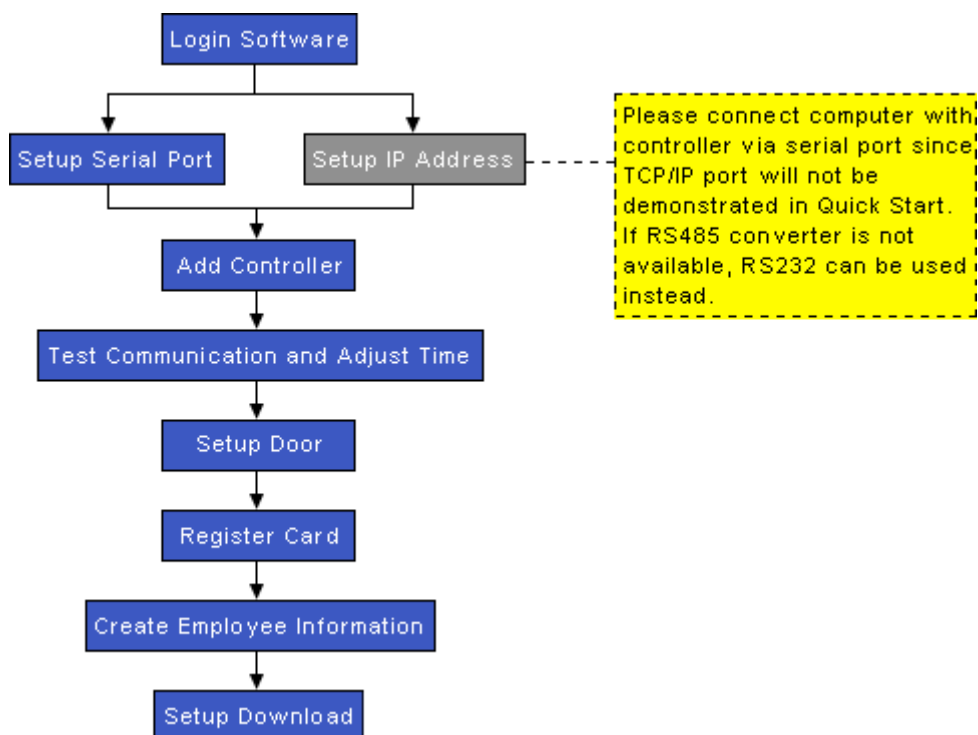 Login Software
Setup Serial Port
Setup IP Address
Please connect computer with
controller via serial port since
TCP/IP port will not be
demonstrated in Quick Start.
If RS485 converter is not
available, RS232 can be used
instead.
Add Controller
Test Communication and Adjust Time
Setup Door
Register Card
Create Employee Information
Setup Download